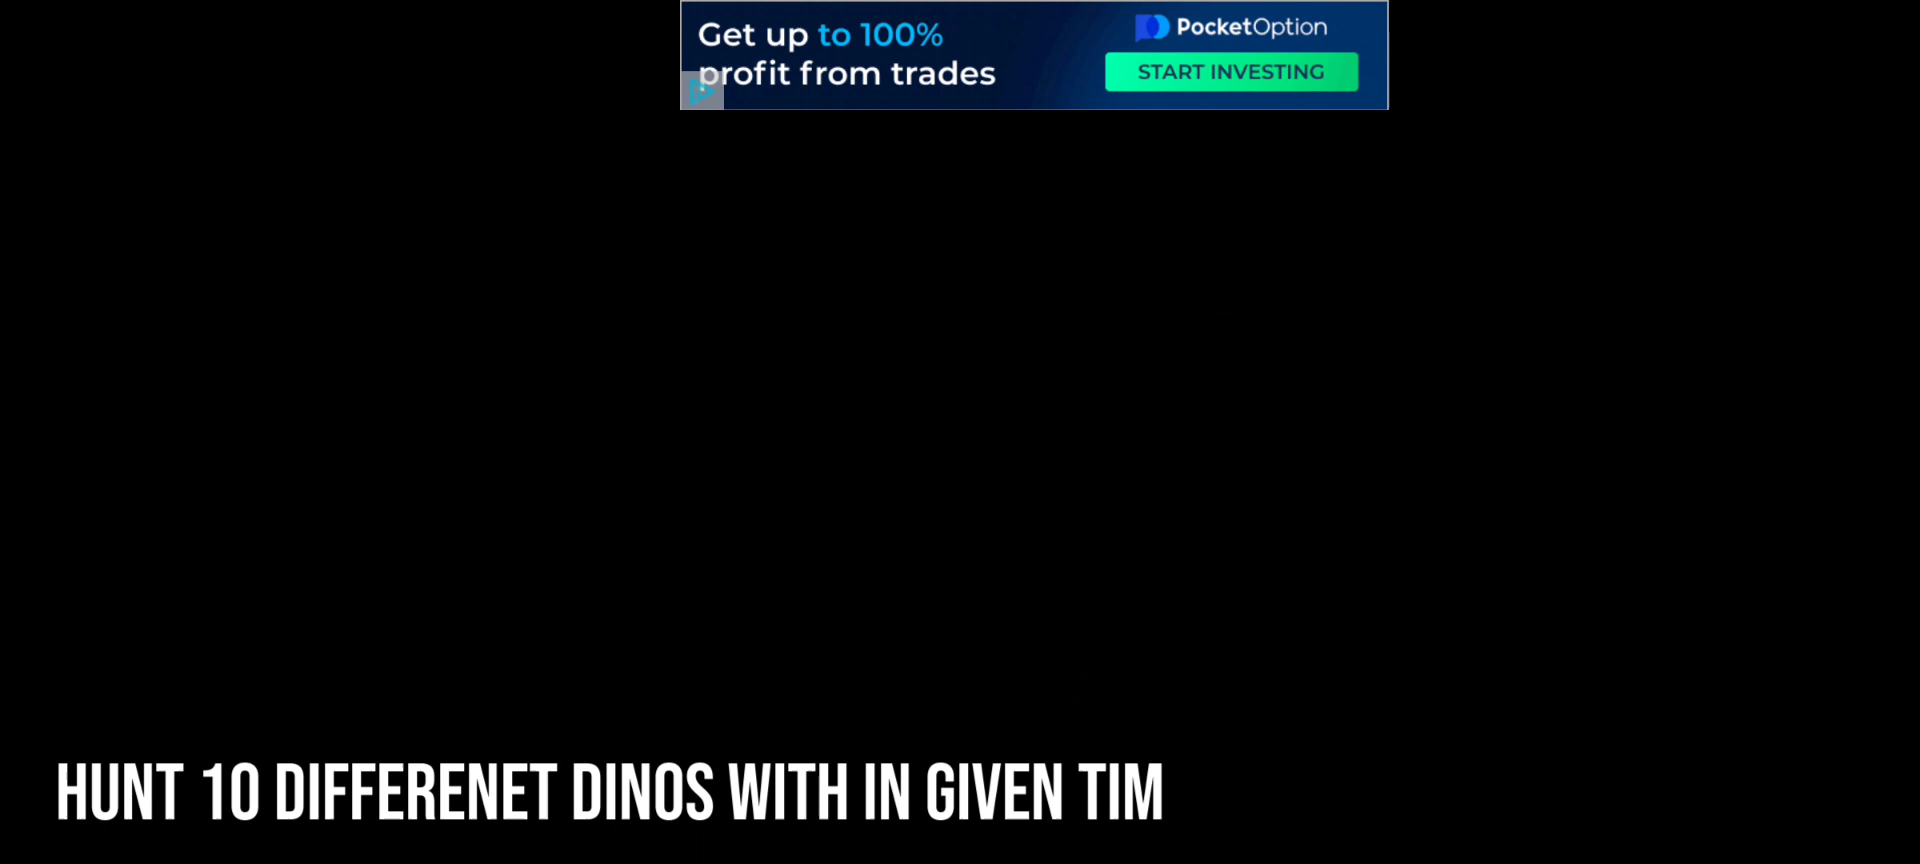 Get up to 100%
profit from trades
PocketOption
START INVESTING
HUNT 10 DIFFERENET DINOS WITH IN GIVEN TIM